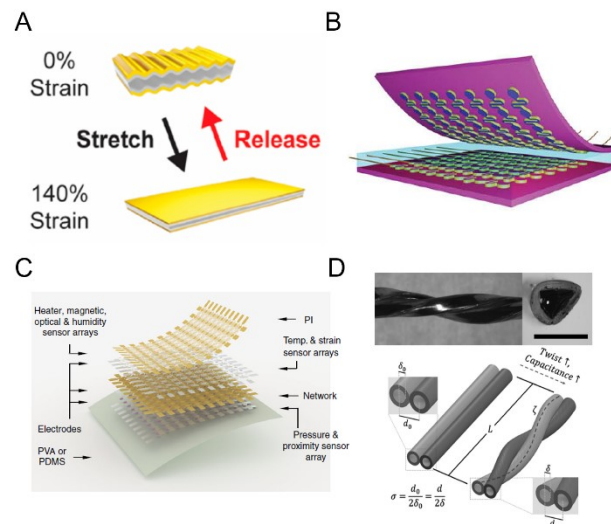 A
0%
Strain
Stretch
Release
140%
Strain
B
C
Heater, magnetic,
optical & humidity
sensor arrays
Electrodes
PVA or
PDMS
PI
Temp. & strain
sensor arrays
Network
Pressure &
proximity sensor
array
D
Twist ↑,
Capacitance ↑
δ₀
d₀
L
ζ
δ
d
σ = d₀/2δ₀ = d/2δ